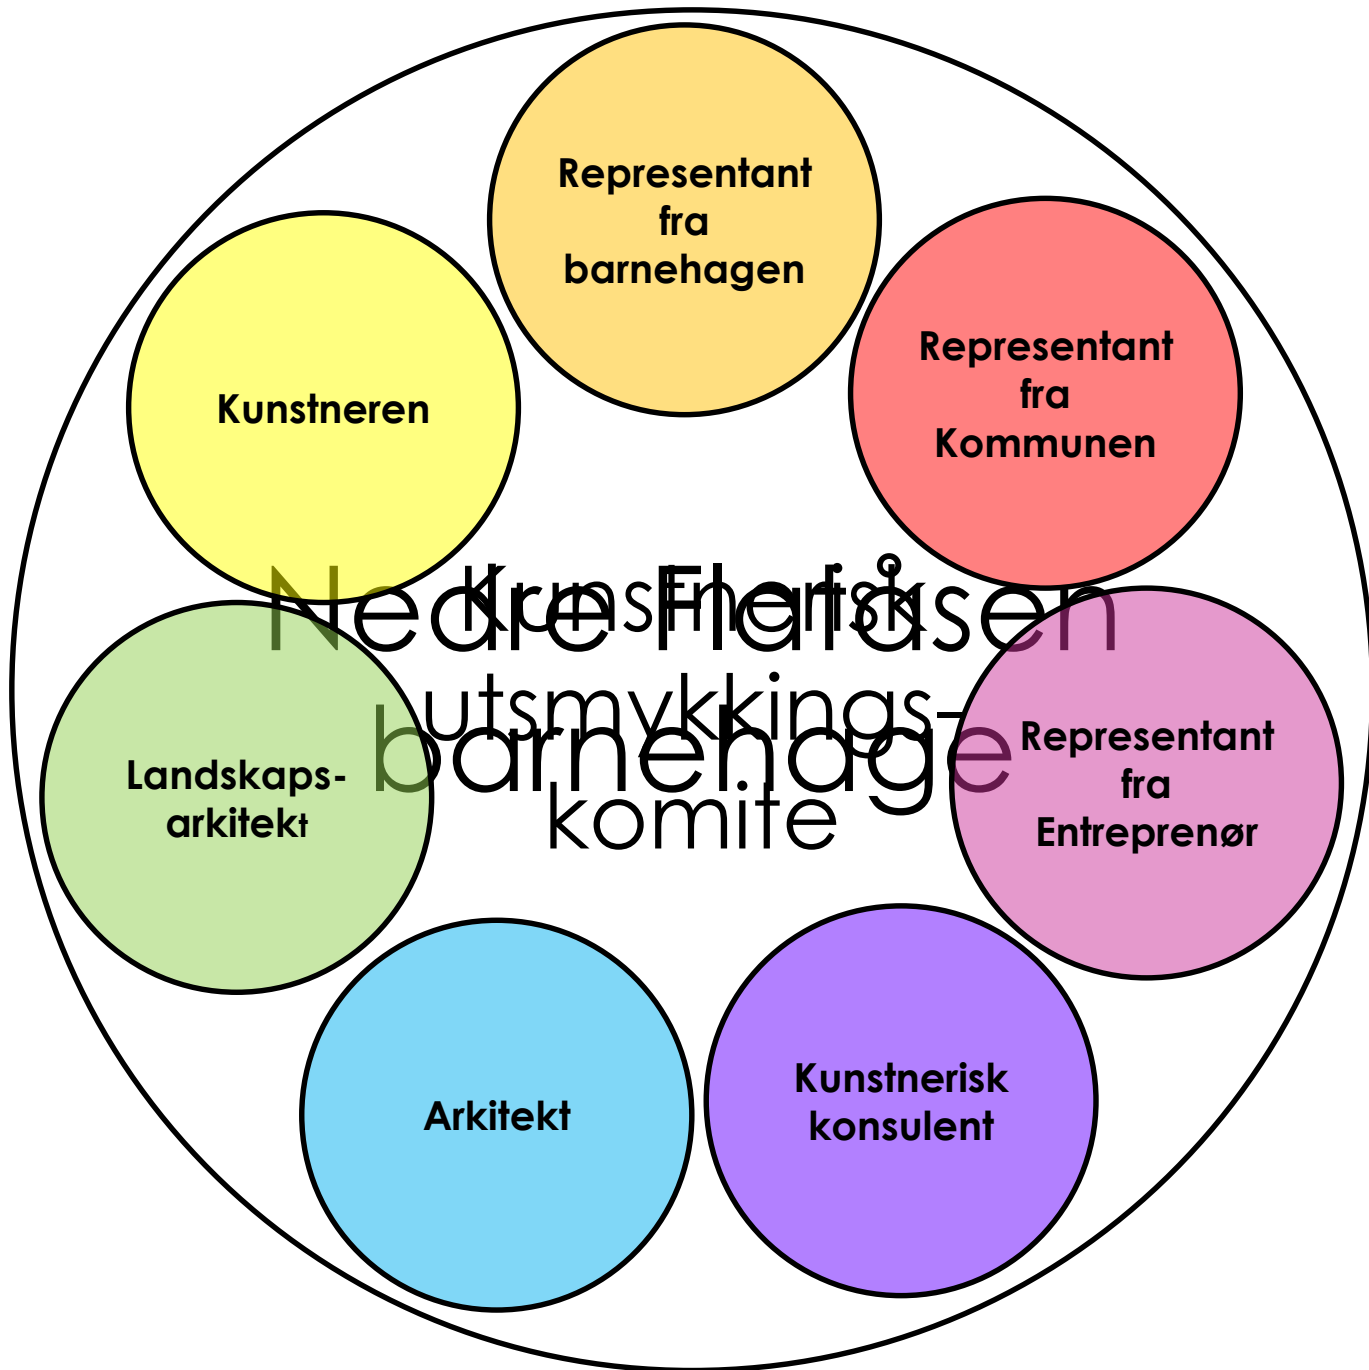 Representant
fra
barnehagen
Representant
fra
Kommunen
Kunstneren
Nedre Flatåsen
barnehage
Kunstnerisk
utsmykkings-
komite
Representant
fra
Entreprenør
Landskaps-
arkitekt
Kunstnerisk
konsulent
Arkitekt